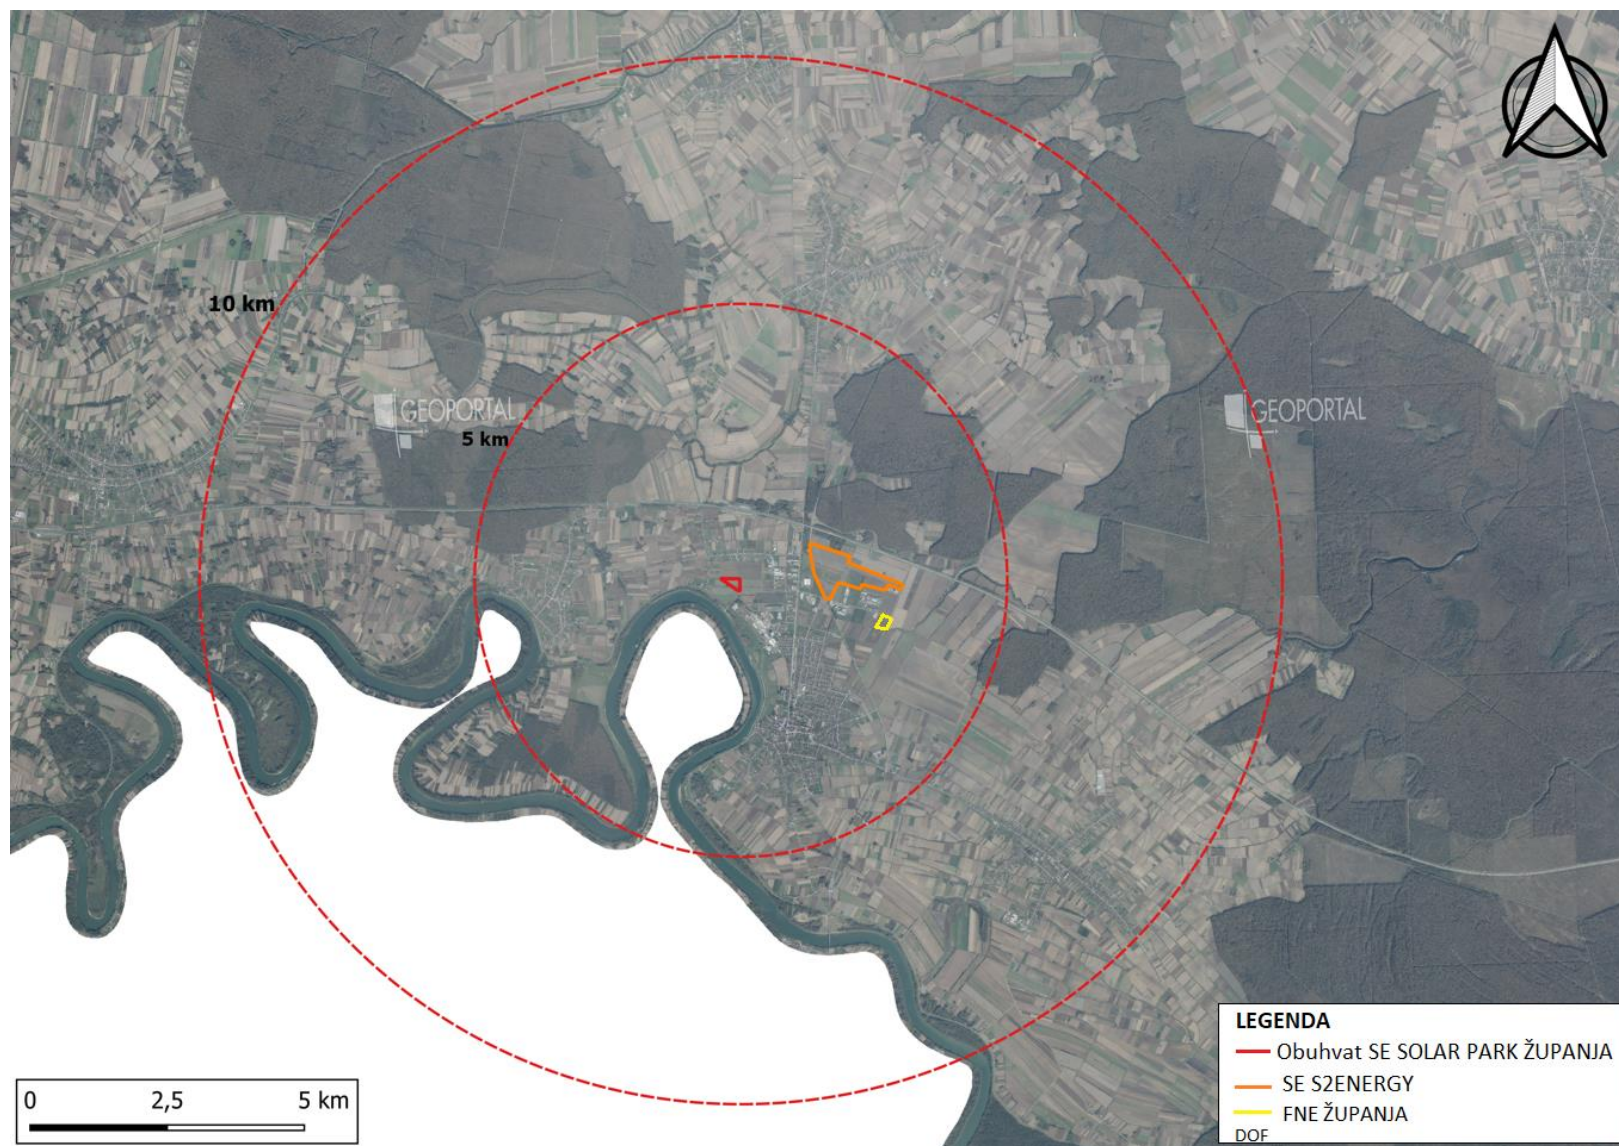 10 km
GEOPORTAL
GEOPORTAL
5 km
LEGENDA
Obuhvat SE SOLAR PARK ŽUPANJA
SE S2ENERGY
FNE ŽUPANJA
DOF
0 2,5 5 km